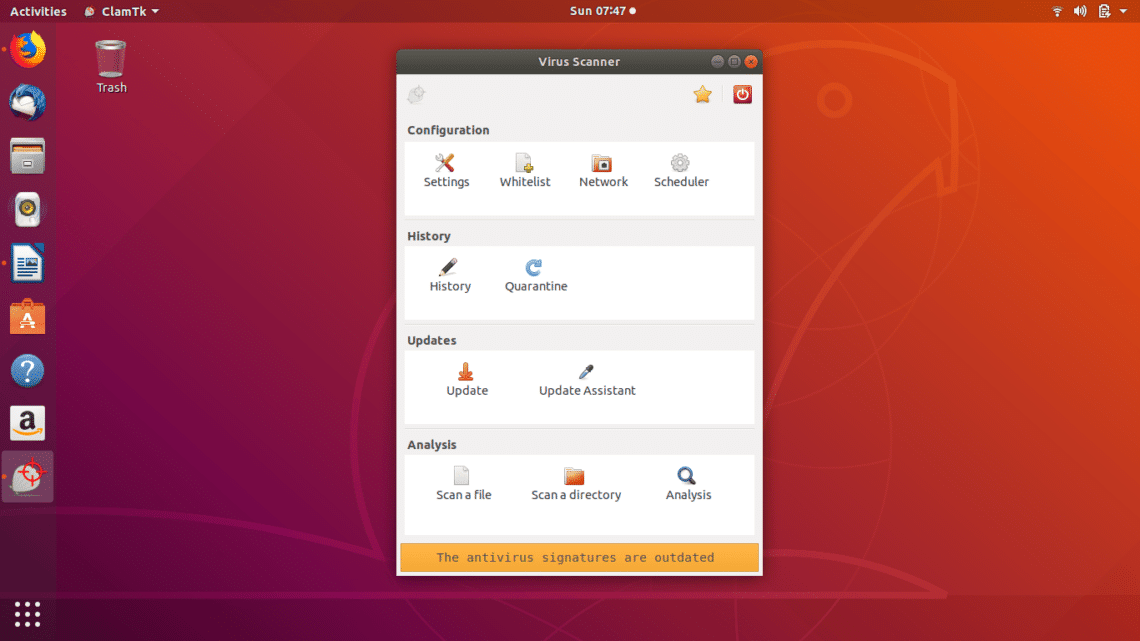 Activities ClamTk Sun 07:47
Trash
Virus Scanner
Configuration
Settings Whitelist Network Scheduler
History
History Quarantine
Updates
Update Update Assistant
Analysis
Scan a file Scan a directory Analysis
The antivirus signatures are outdated
?
a